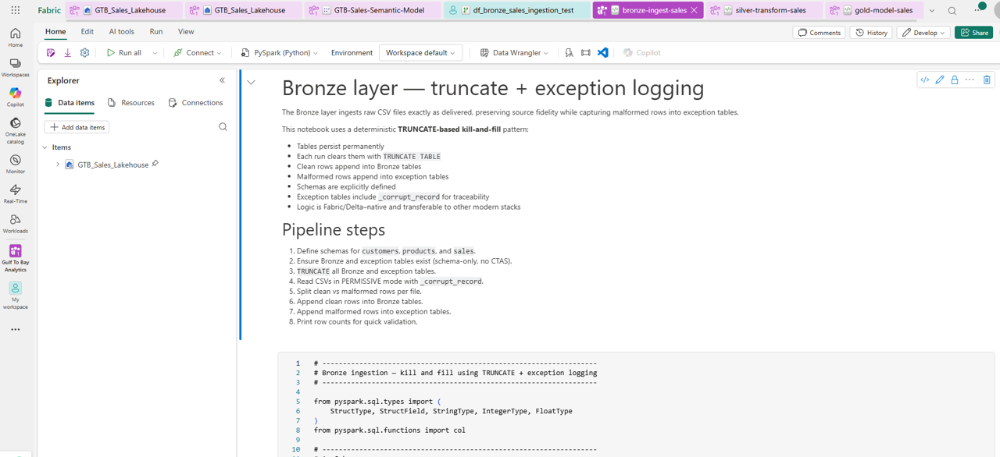 Fabric
GTB_Sales_Lakehouse
GTB_Sales_Lakehouse
GTB-Sales-Semantic-Model
df_bronze_sales_ingestion_test
bronze-ingest-sales
silver-transform-sales
gold-model-sales
Home Edit AI tools Run View
Comments History Develop Share
Run all Connect PySpark (Python) Environment Workspace default Data Wrangler Copilot
Home
Workspaces
Copilot
OneLake
catalog
Monitor
Real-Time
Workloads
Gulf To Bay
Analytics
My
workspace
Explorer
Data items Resources Connections
Add data items
Items
GTB_Sales_Lakehouse
Bronze layer — truncate + exception logging
The Bronze layer ingests raw CSV files exactly as delivered, preserving source fidelity while capturing malformed rows into exception tables.
This notebook uses a deterministic TRUNCATE-based kill-and-fill pattern:
• Tables persist permanently
• Each run clears them with TRUNCATE TABLE
• Clean rows append into Bronze tables
• Malformed rows append into exception tables
• Schemas are explicitly defined
• Exception tables include _corrupt_record for traceability
• Logic is Fabric/Delta–native and transferable to other modern stacks
Pipeline steps
1. Define schemas for customers, products, and sales.
2. Ensure Bronze and exception tables exist (schema-only, no CTAS).
3. TRUNCATE all Bronze and exception tables.
4. Read CSVs in PERMISSIVE mode with _corrupt_record.
5. Split clean vs malformed rows per file.
6. Append clean rows into Bronze tables.
7. Append malformed rows into exception tables.
8. Print row counts for quick validation.
1 # -------------------------------------------------------------------
2 # Bronze ingestion — kill and fill using TRUNCATE + exception logging
3 # -------------------------------------------------------------------
4
5 from pyspark.sql.types import (
6 StructType, StructField, StringType, IntegerType, FloatType
7 )
8 from pyspark.sql.functions import col
9
10 # -------------------------------------------------------------------